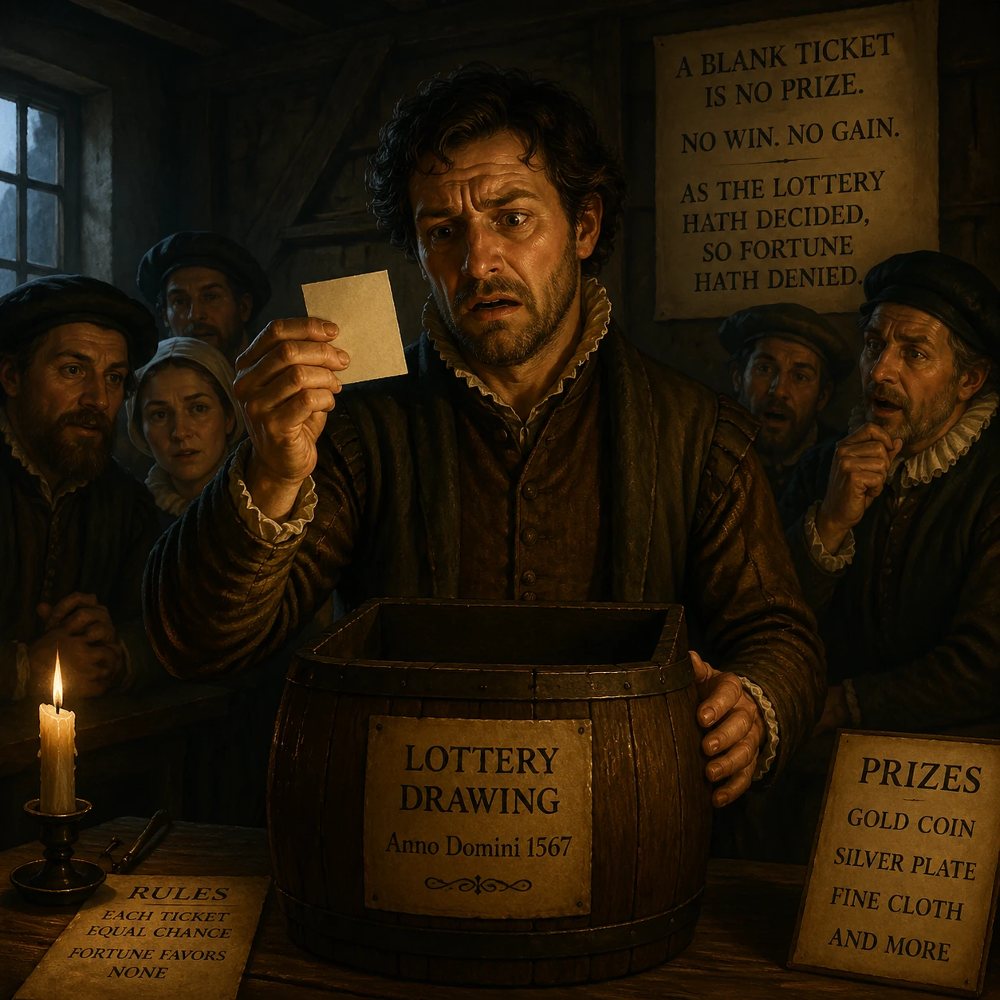 A BLANK TICKET
IS NO PRIZE.
NO WIN. NO GAIN.
AS THE LOTTERY
HATH DECIDED,
SO FORTUNE
HATH DENIED.
LOTTERY
DRAWING
Anno Domini 1567
RULES
EACH TICKET
EQUAL CHANCE
FORTUNE FAVORS
NONE
PRIZES
GOLD COIN
SILVER PLATE
FINE CLOTH
AND MORE